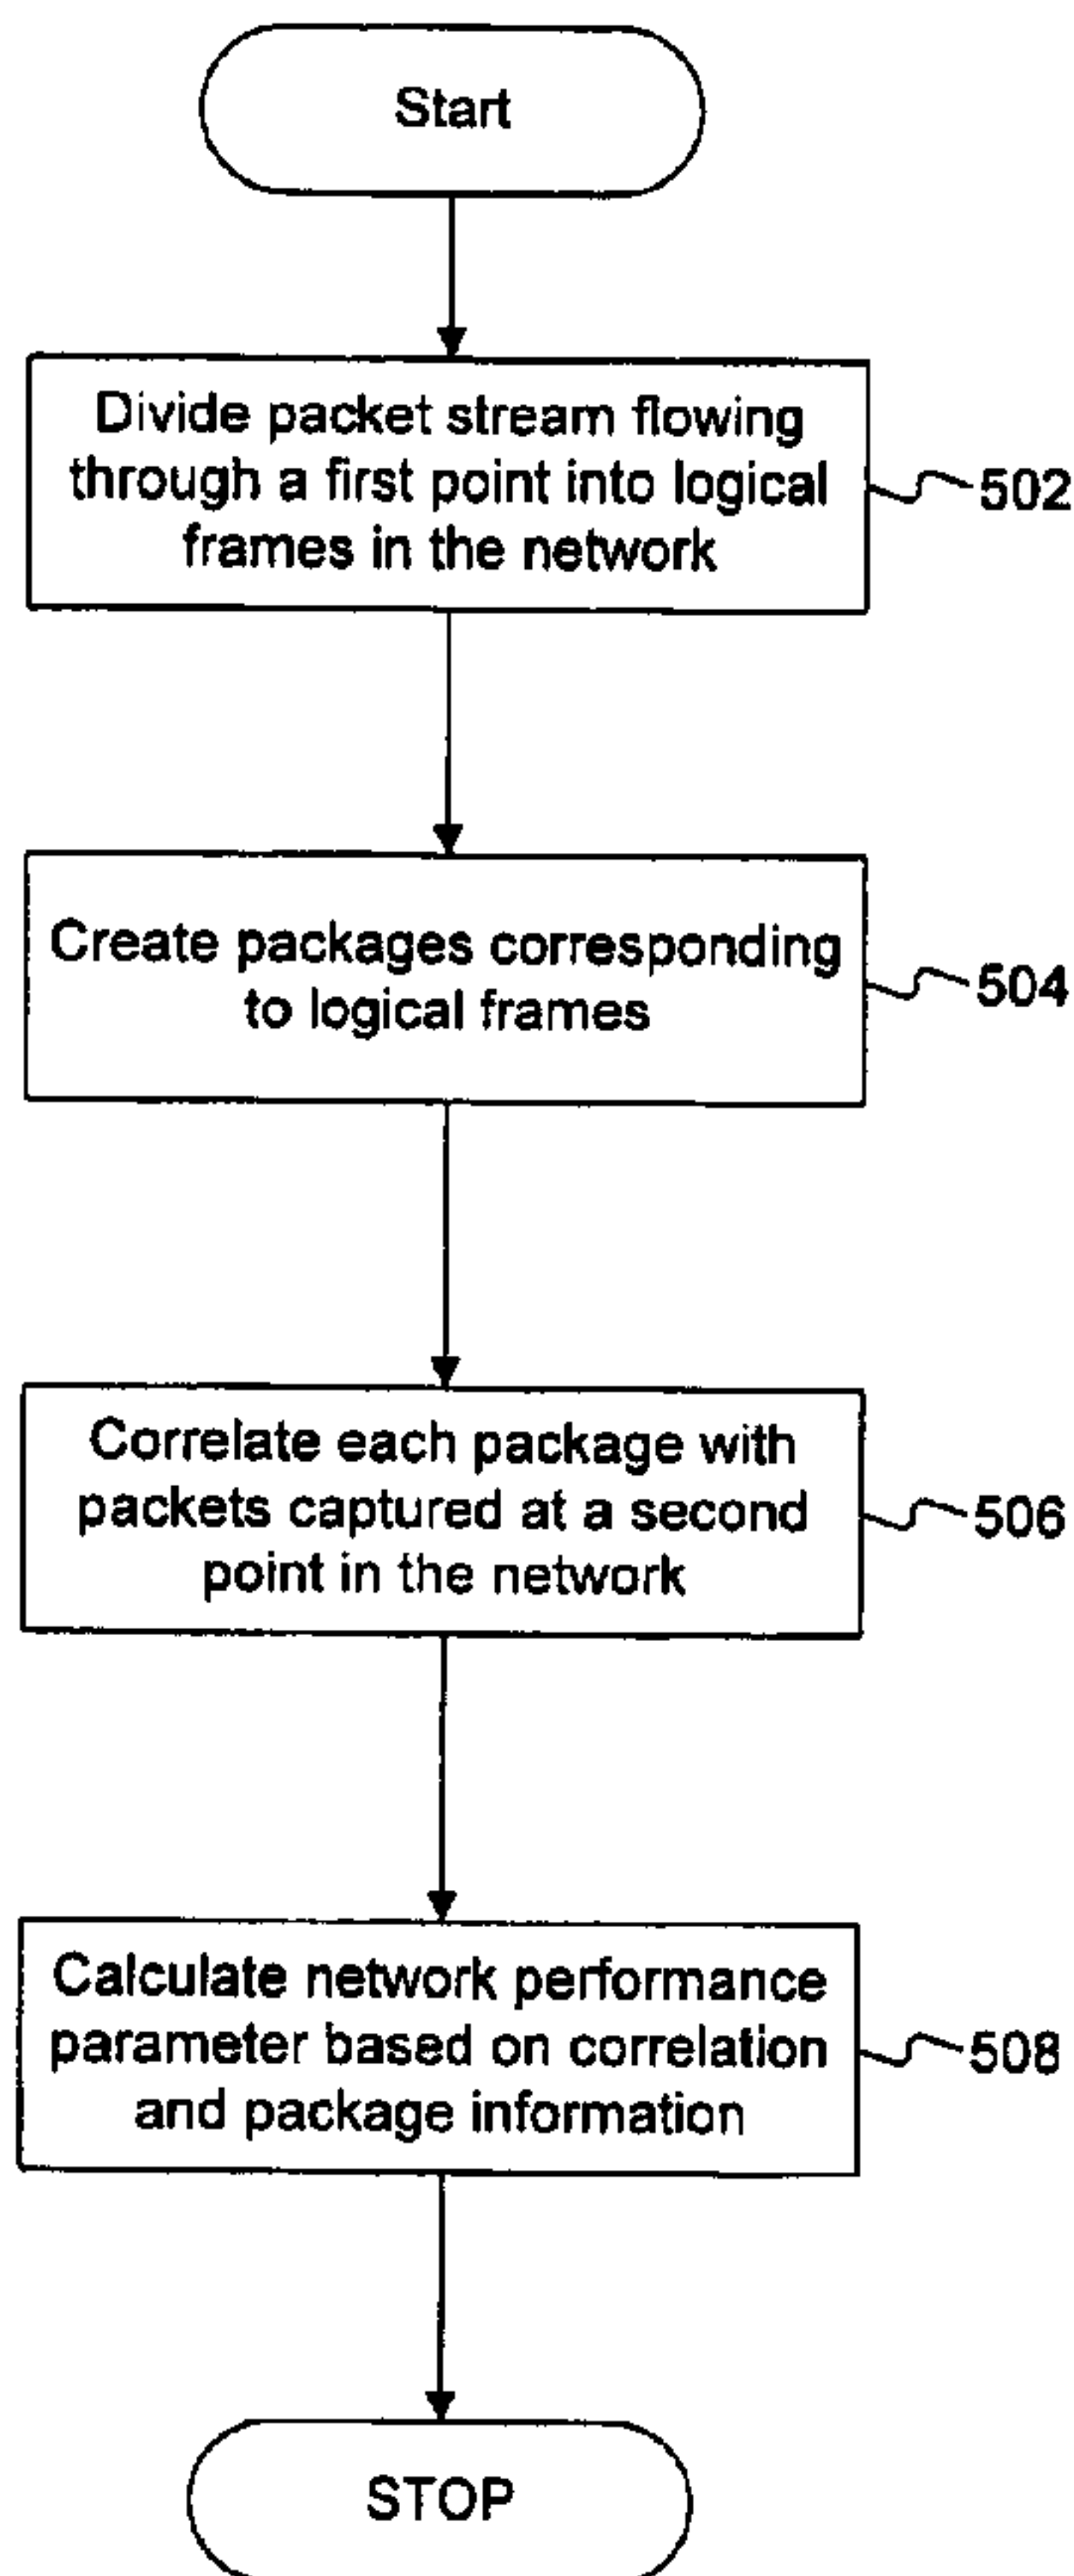 Start
Divide packet stream flowing
through a first point into logical
frames in the network
502
Create packages corresponding
to logical frames
504
Correlate each package with
packets captured at a second
point in the network
506
Calculate network performance
parameter based on correlation
and package information
508
STOP